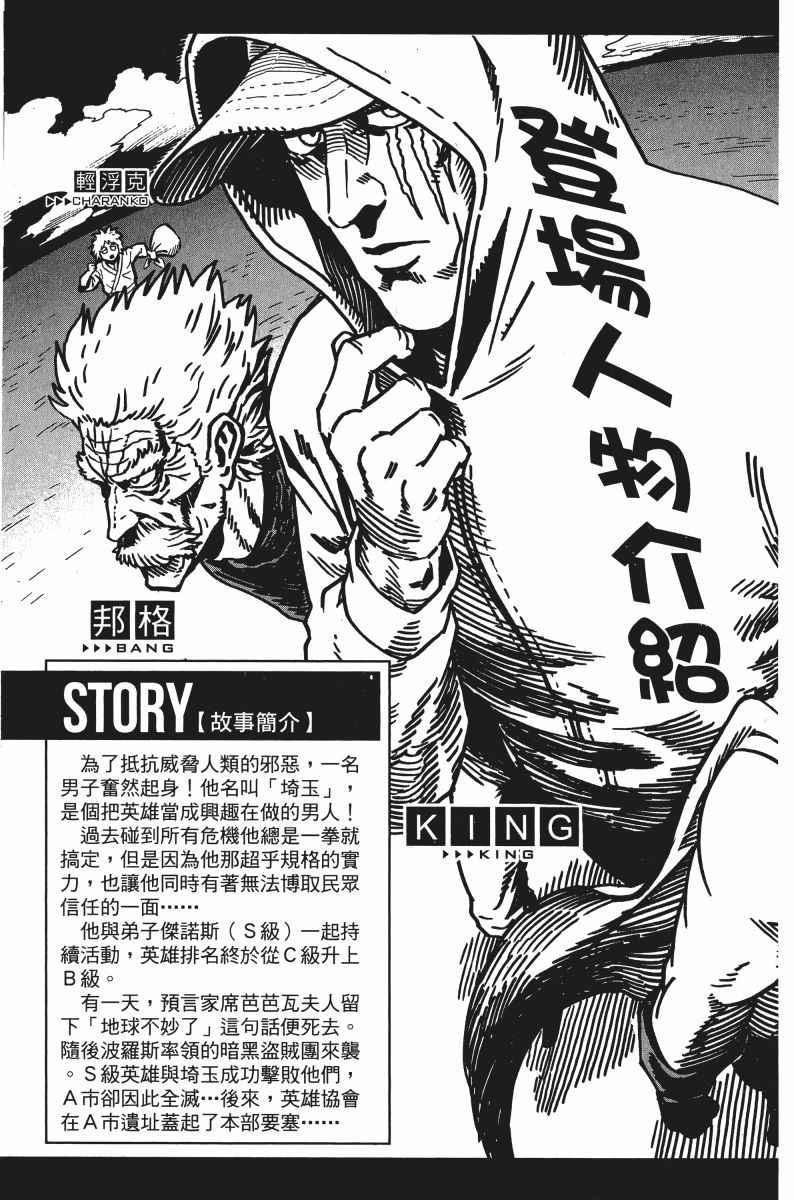 登場人物紹介
輕浮克
▷▷▷CHARANKO
邦格
▶▶▶BANG
KING
▷▷▷KING
STORY【故事簡介】
為了抵抗威脅人類的邪惡，一名
男子奮然起身！他名叫「埼玉」，
是個把英雄當成興趣在做的男人！
過去碰到所有危機他總是一拳就
搞定，但是因為他那超乎規格的實
力，也讓他同時有著無法博取民眾
信任的一面……
他與弟子傑諾斯（Ｓ級）一起持
續活動，英雄排名終於從Ｃ級升上
Ｂ級。
有一天，預言家席芭芭瓦夫人留
下「地球不妙了」這句話便死去。
隨後波羅斯率領的暗黑盜賊團來襲
。Ｓ級英雄與埼玉成功擊敗他們，
Ａ市卻因此全滅…後來，英雄協會
在Ａ市遺址蓋起了本部要塞……